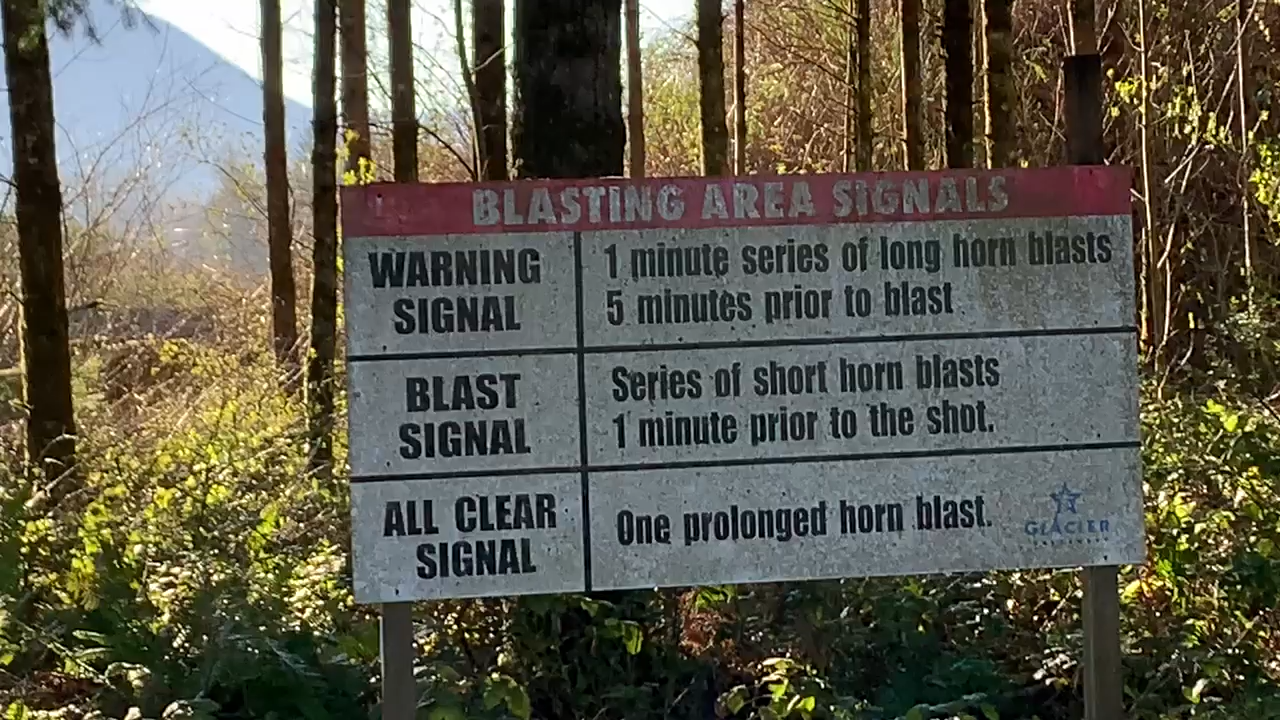 BLASTING AREA SIGNALS
WARNING SIGNAL
1 minute series of long horn blasts
5 minutes prior to blast
BLAST SIGNAL
Series of short horn blasts
1 minute prior to the shot.
ALL CLEAR SIGNAL
One prolonged horn blast.
GLACIER